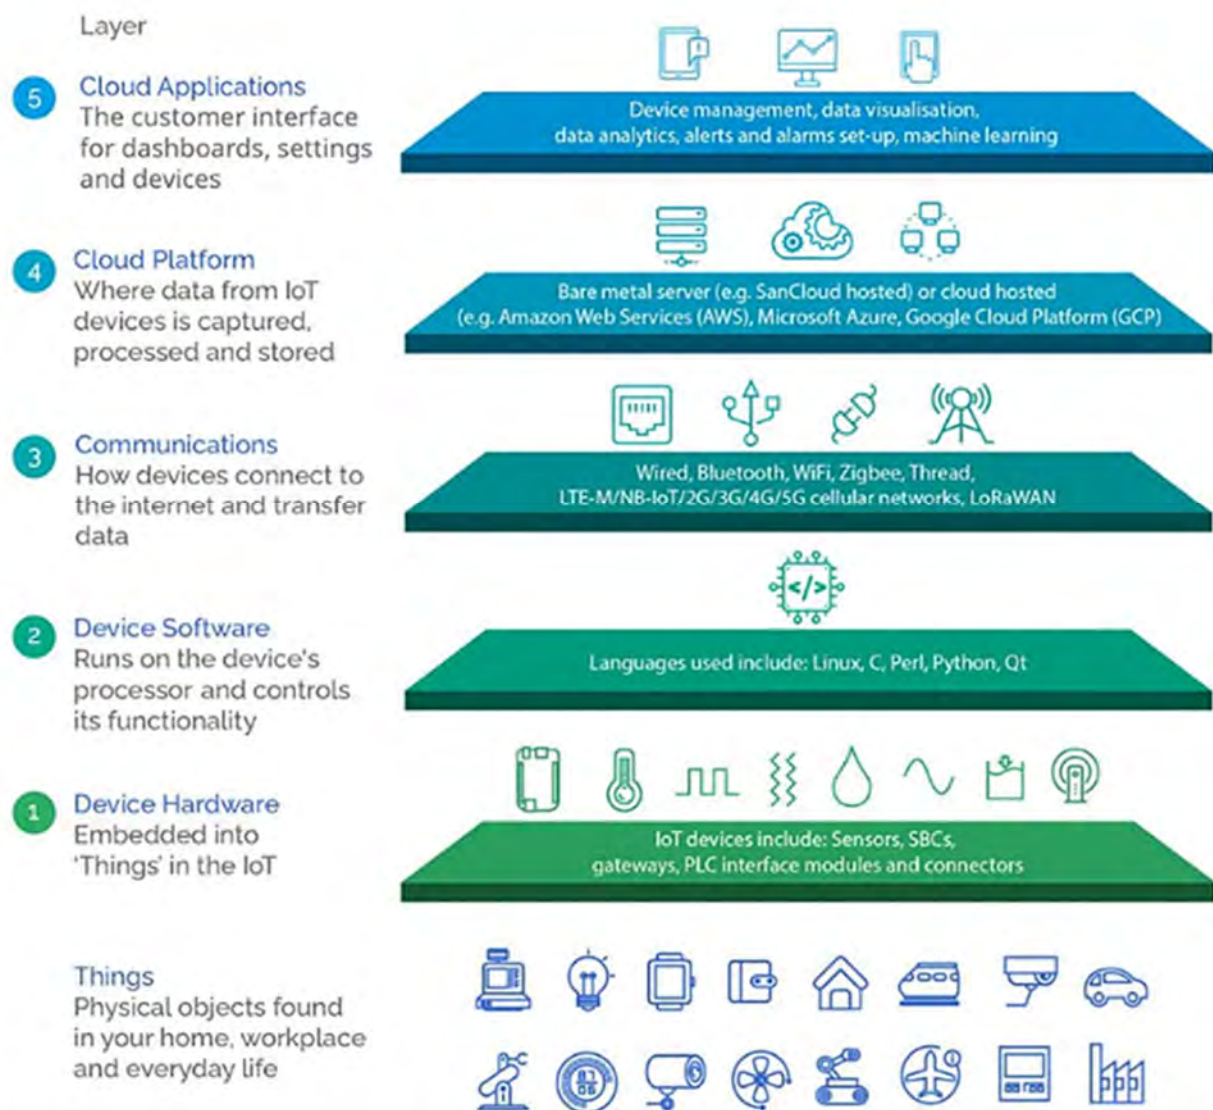 Layer
5
Cloud Applications
The customer interface
for dashboards, settings
and devices
Device management, data visualisation,
data analytics, alerts and alarms set-up, machine learning
4
Cloud Platform
Where data from IoT
devices is captured,
processed and stored
Bare metal server (e.g. SanCloud hosted) or cloud hosted
(e.g. Amazon Web Services (AWS), Microsoft Azure, Google Cloud Platform (GCP)
3
Communications
How devices connect to
the internet and transfer
data
Wired, Bluetooth, WiFi, Zigbee, Thread,
LTE-M/NB-IoT/2G/3G/4G/5G cellular networks, LoRaWAN
2
Device Software
Runs on the device's
processor and controls
its functionality
</>
Languages used include: Linux, C, Perl, Python, Qt
1
Device Hardware
Embedded into
‘Things’ in the IoT
IoT devices include: Sensors, SBCs,
gateways, PLC interface modules and connectors
Things
Physical objects found
in your home, workplace
and everyday life